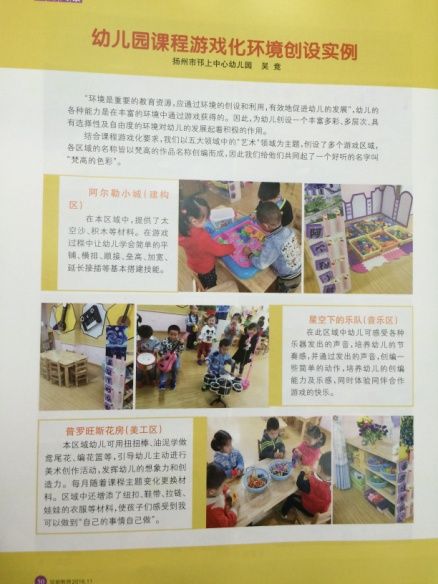 幼儿园课程游戏化环境创设实例
扬州市邗上中心幼儿园 吴 竞
“环境是重要的教育资源，应通过环境的创设和利用，有效地促进幼儿的发展”，幼儿的
各种能力是在丰富的环境中通过游戏获得的。因此，为幼儿创设一个丰富多彩、多层次、具
有选择性及自由度的环境对幼儿的发展起着积极的作用。
结合课程游戏化要求，我们以五大领域中的“艺术”领域为主题，创设了多个游戏区域，
各区域的名称皆以梵高的作品名称创编而成，因此我们给他们共同起了一个好听的名字叫
“梵高的色彩”。
阿尔勒小城（建构
区）
在本区域中，提供了太
空沙、积木等材料。在游戏
过程中让幼儿学会简单的平
铺、横排、顺接、垒高、加宽、
延长接插等基本搭建技能。
星空下的乐队（音乐区）
在此区域中幼儿可感受各种
乐器发出的声音，培养幼儿的节
奏感，并通过发出的声音，创编一
些简单的动作，培养幼儿的创编
能力及乐感，同时体验同伴合作
游戏的快乐。
普罗旺斯花房（美工区）
本区域幼儿可用扭扭棒、油泥学做
鸢尾花、编花篮等，引导幼儿主动进行
美术创作活动，发挥幼儿的想象力和创
造力。每月随着课程主题变化更换材
料。区域中还增添了纽扣、鞋带、拉链、
娃娃的衣服等材料，使孩子们感受到我
可以做到“自己的事情自己做”。
2016.11